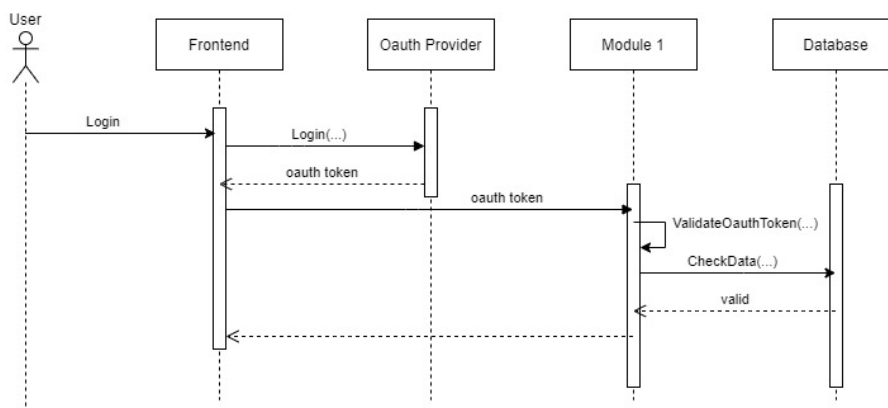 User
Frontend
Oauth Provider
Module 1
Database
Login
Login(...)
oauth token
oauth token
ValidateOauthToken(...)
CheckData(...)
valid